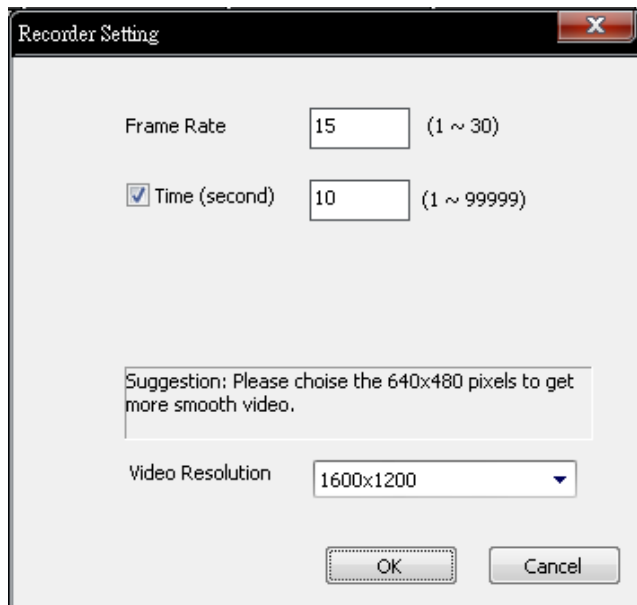 Recorder Setting
Frame Rate 15 (1 ~ 30)
Time (second) 10 (1 ~ 99999)
Suggestion: Please choise the 640x480 pixels to get
more smooth video.
Video Resolution 1600x1200
OK Cancel